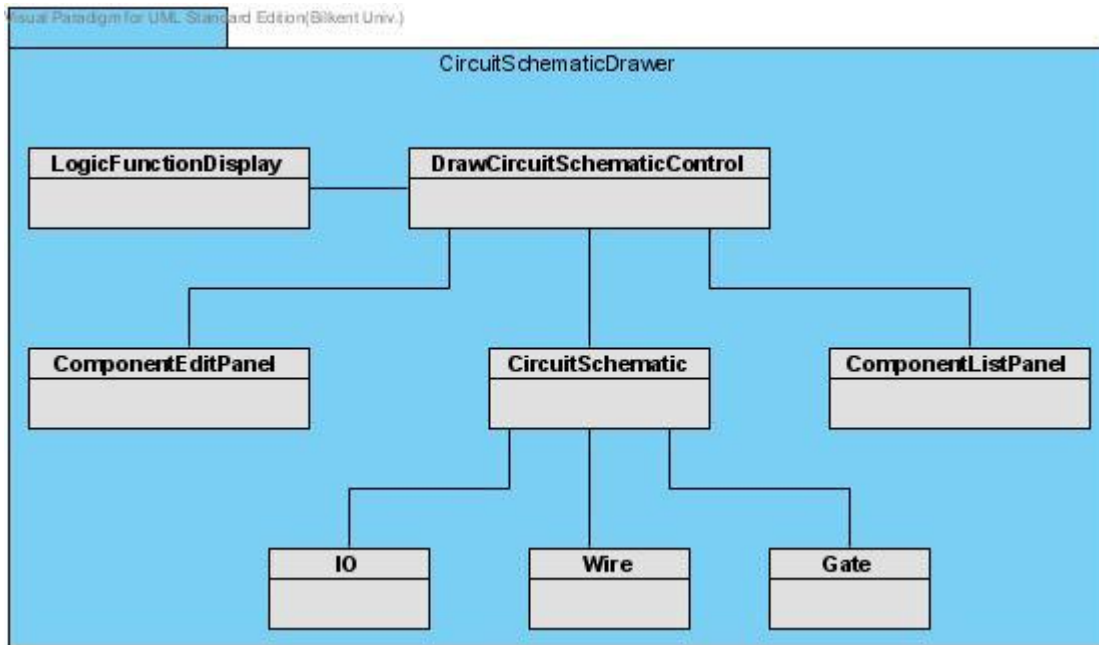 Visual Paradigm for UML Standard Edition(Bilkent Univ.)
CircuitSchematicDrawer
LogicFunctionDisplay
DrawCircuitSchematicControl
ComponentEditPanel
CircuitSchematic
ComponentListPanel
IO
Wire
Gate